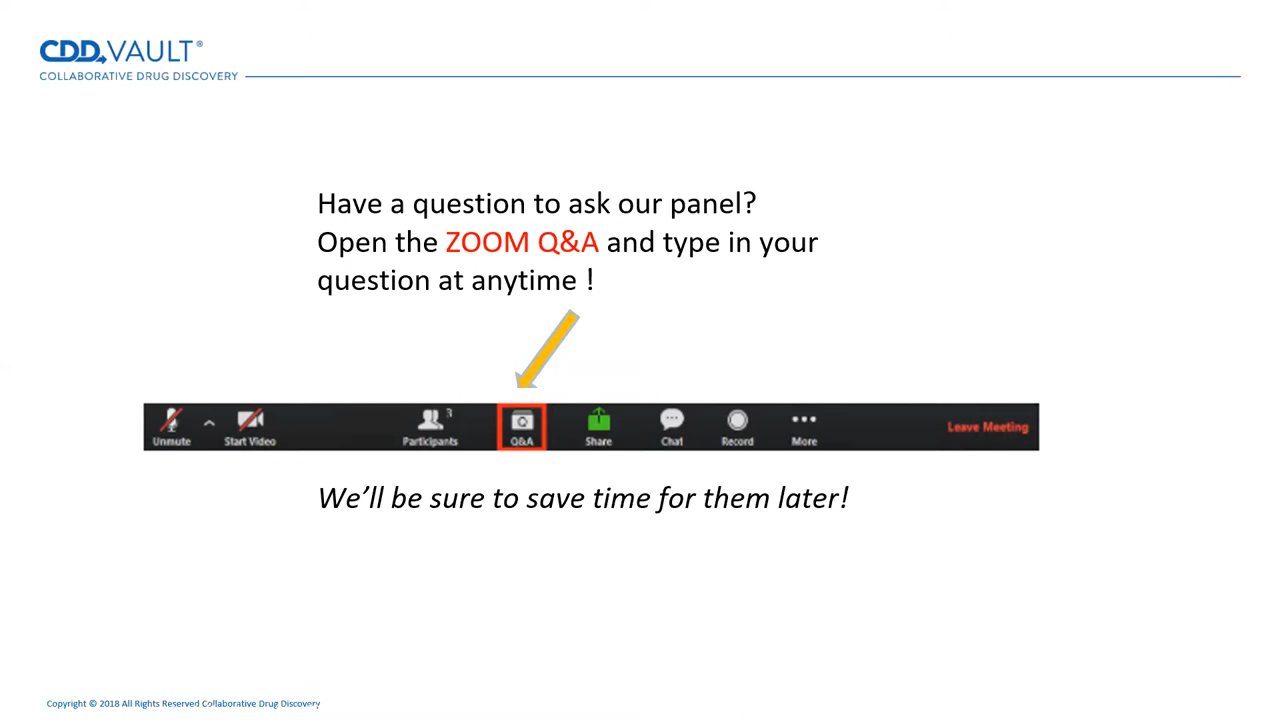 CDD VAULT®
COLLABORATIVE DRUG DISCOVERY
Have a question to ask our panel?
Open the ZOOM Q&A and type in your
question at anytime !
3
Unmute Start Video Participants Q&A Share Chat Record More Leave Meeting
We’ll be sure to save time for them later!
Copyright © 2018 All Rights Reserved Collaborative Drug Discovery